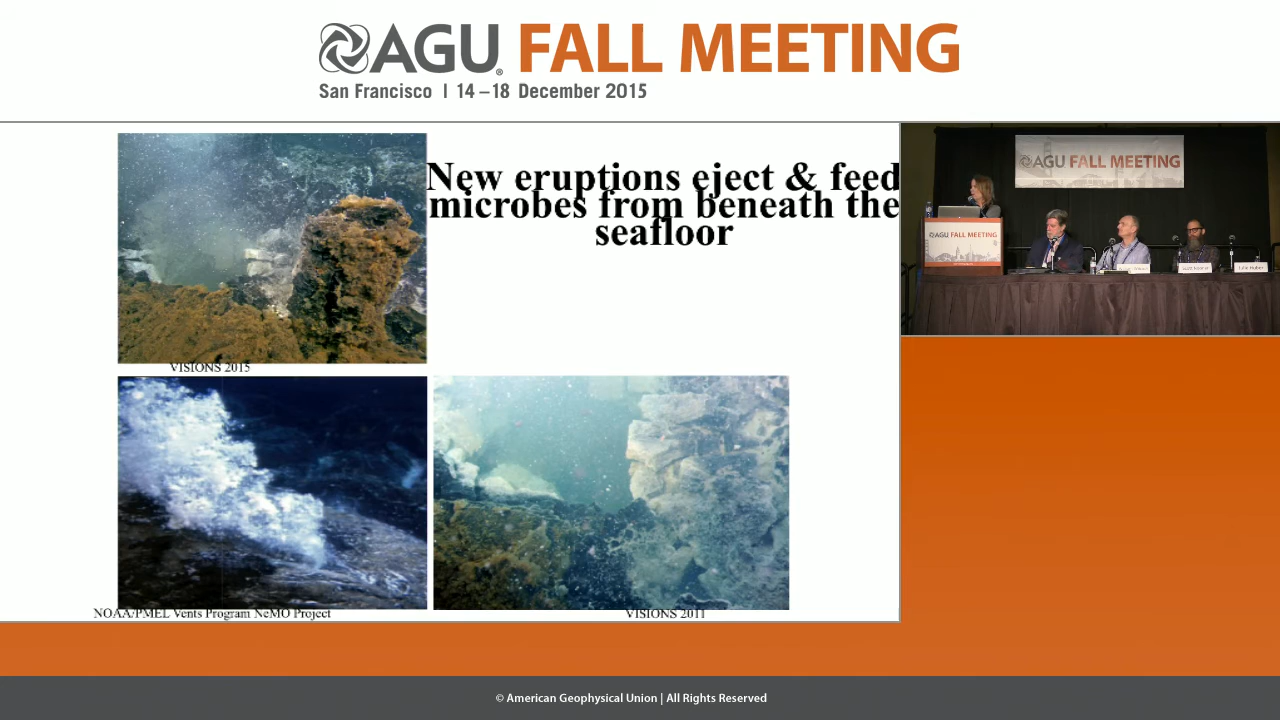 AGU FALL MEETING
San Francisco | 14 – 18 December 2015
New eruptions eject & feed
microbes from beneath the
seafloor
VISIONS 2015
NOAA/PMEL Vents Program NeMO Project
VISIONS 2011
AGU FALL MEETING
AGU FALL MEETING
Julie Huber
© American Geophysical Union | All Rights Reserved